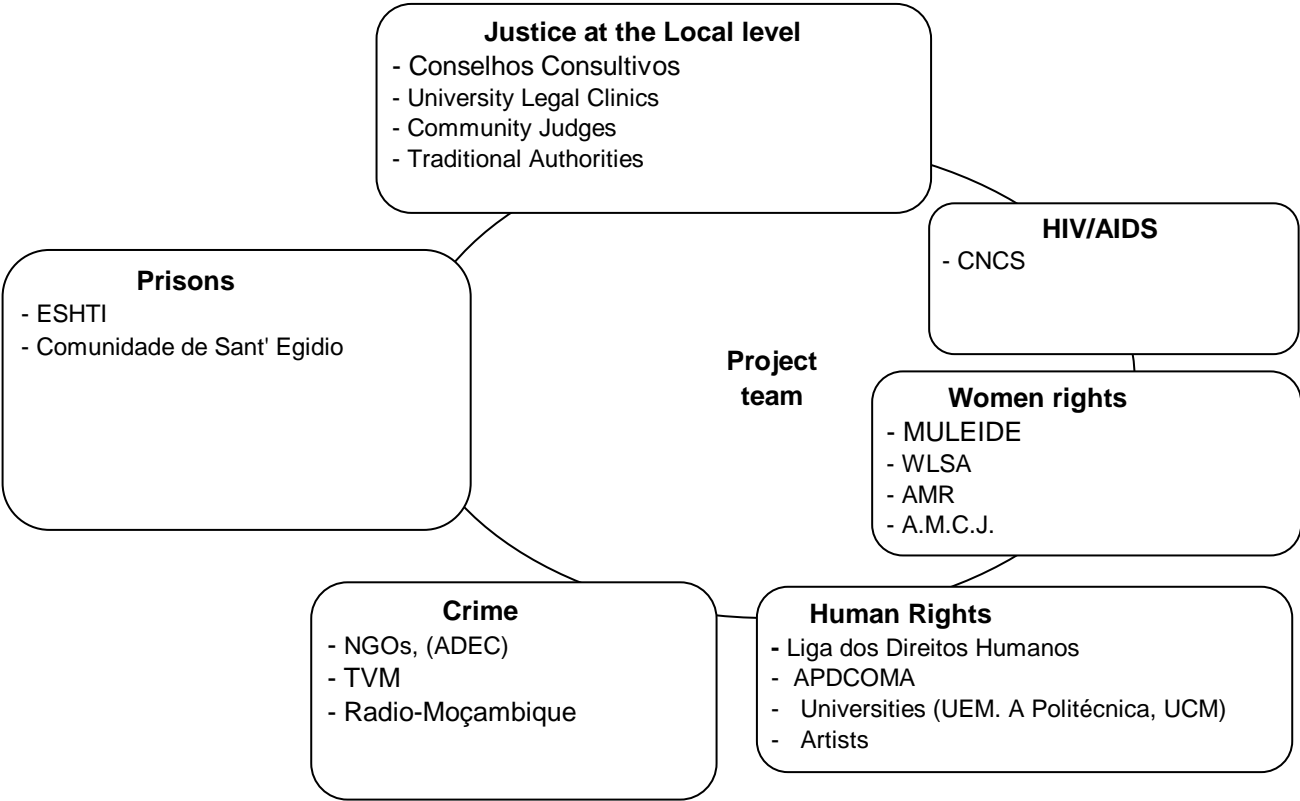 Justice at the Local level
- Conselhos Consultivos
- University Legal Clinics
- Community Judges
- Traditional Authorities
HIV/AIDS
- CNCS
Prisons
- ESHTI
- Comunidade de Sant' Egidio
Project
team
Women rights
- MULEIDE
- WLSA
- AMR
- A.M.C.J.
Crime
- NGOs, (ADEC)
- TVM
- Radio-Moçambique
Human Rights
- Liga dos Direitos Humanos
- APDCOMA
- Universities (UEM. A Politécnica, UCM)
- Artists